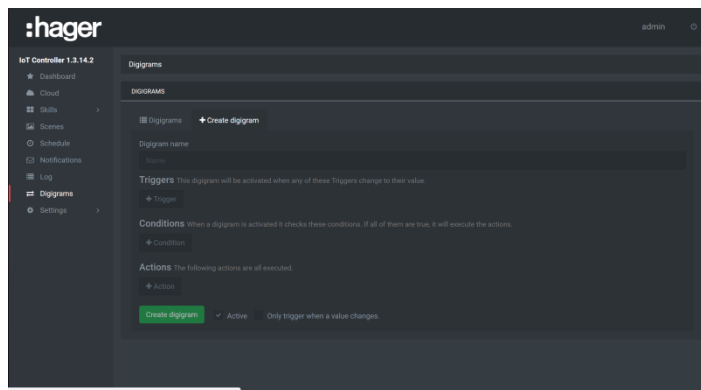 :hager
admin
IoT Controller 1.3.14.2
Dashboard
Cloud
Skills
Scenes
Schedule
Notifications
Log
Digigrams
Settings
Digigrams
DIGIGRAMS
Digigrams
+ Create digigram
Digigram name
Name
Triggers This digigram will be activated when any of these Triggers change to their value.
+ Trigger
Conditions When a digigram is activated it checks these conditions. If all of them are true, it will execute the actions.
+ Condition
Actions The following actions are all executed.
+ Action
Create digigram Active Only trigger when a value changes.